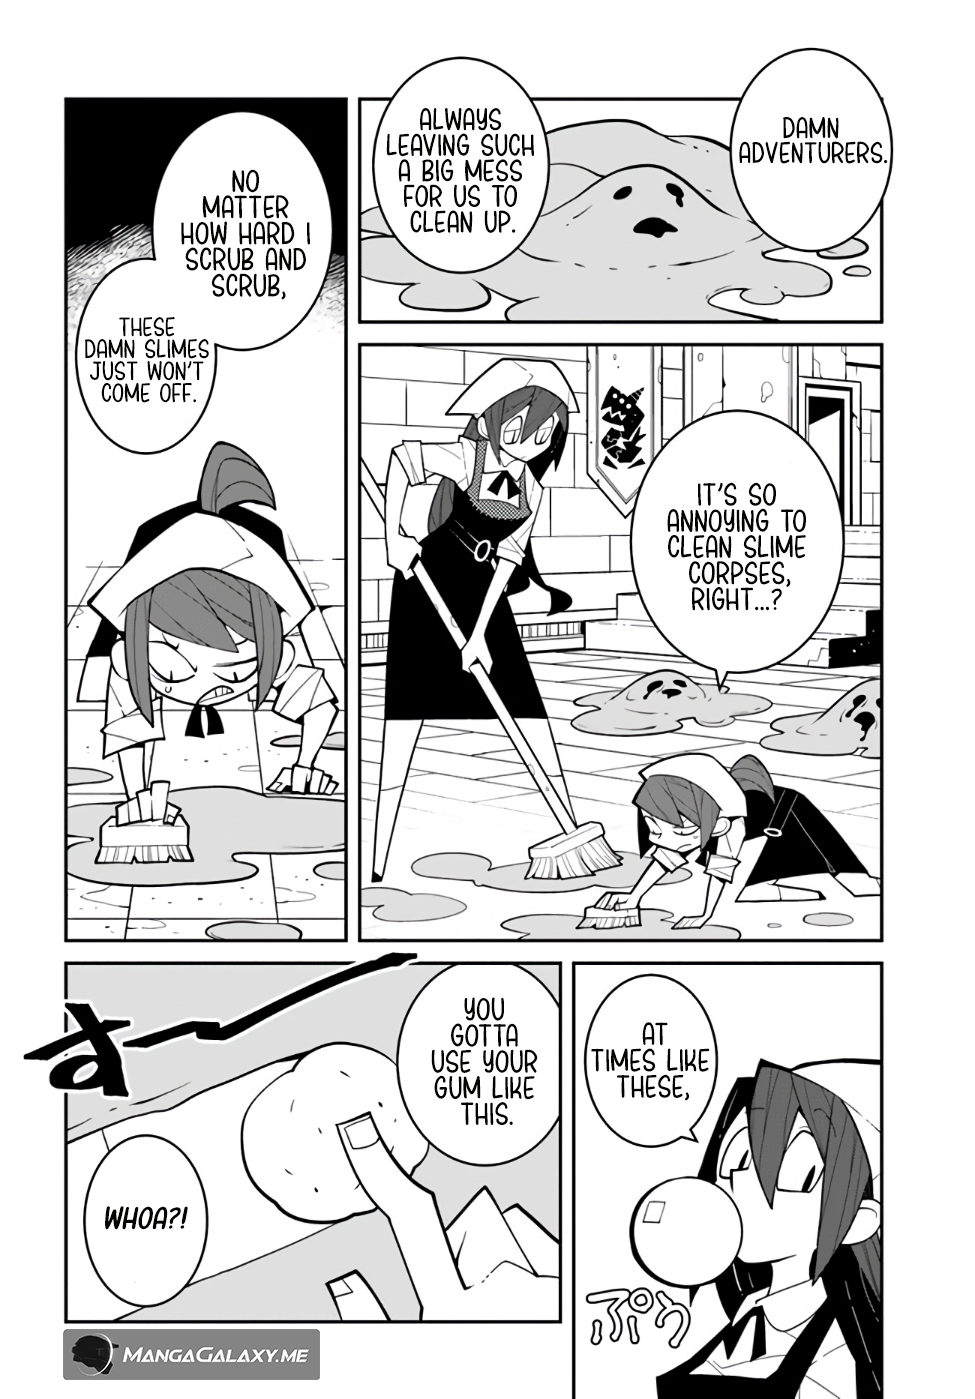 DAMN
ADVENTURERS.
ALWAYS
LEAVING SUCH
A BIG MESS
FOR US TO
CLEAN UP.
NO
MATTER
HOW HARD I
SCRUB AND
SCRUB,
THESE
DAMN SLIMES
JUST WON'T
COME OFF.
IT'S SO
ANNOYING TO
CLEAN SLIME
CORPSES,
RIGHT...?
AT
TIMES LIKE
THESE,
ぷう
YOU
GOTTA
USE YOUR
GUM LIKE
THIS.
すー
WHOA?!
MANGAGALAXY.ME